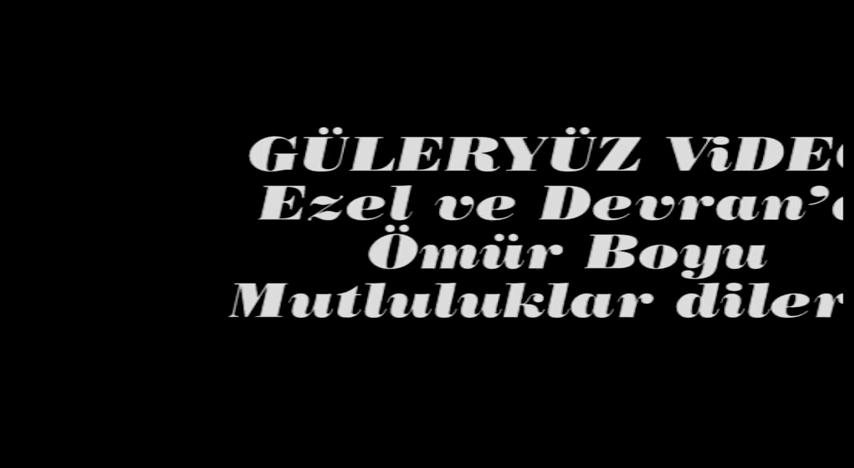 GÜLERYÜZ ViDE
Ezel ve Devran'
Ömür Boyu
Mutluluklar diler